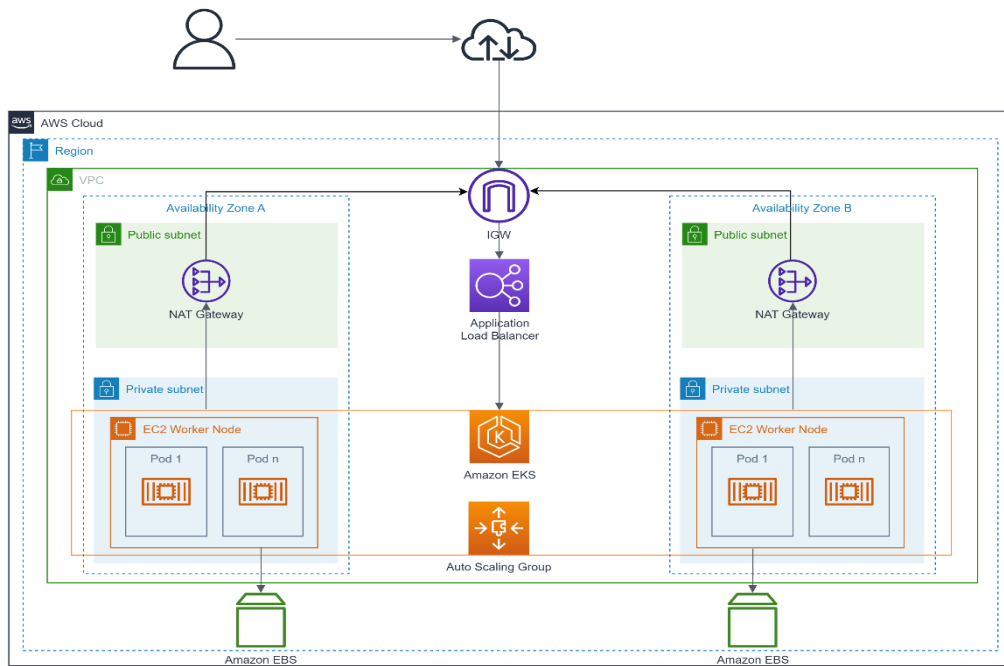 aws
AWS Cloud
Region
VPC
Availability Zone A
Availability Zone B
Public subnet
Public subnet
IGW
NAT Gateway
NAT Gateway
Application
Load Balancer
Private subnet
Private subnet
EC2 Worker Node
EC2 Worker Node
Pod 1
Pod n
Pod 1
Pod n
K
Amazon EKS
Auto Scaling Group
Amazon EBS
Amazon EBS